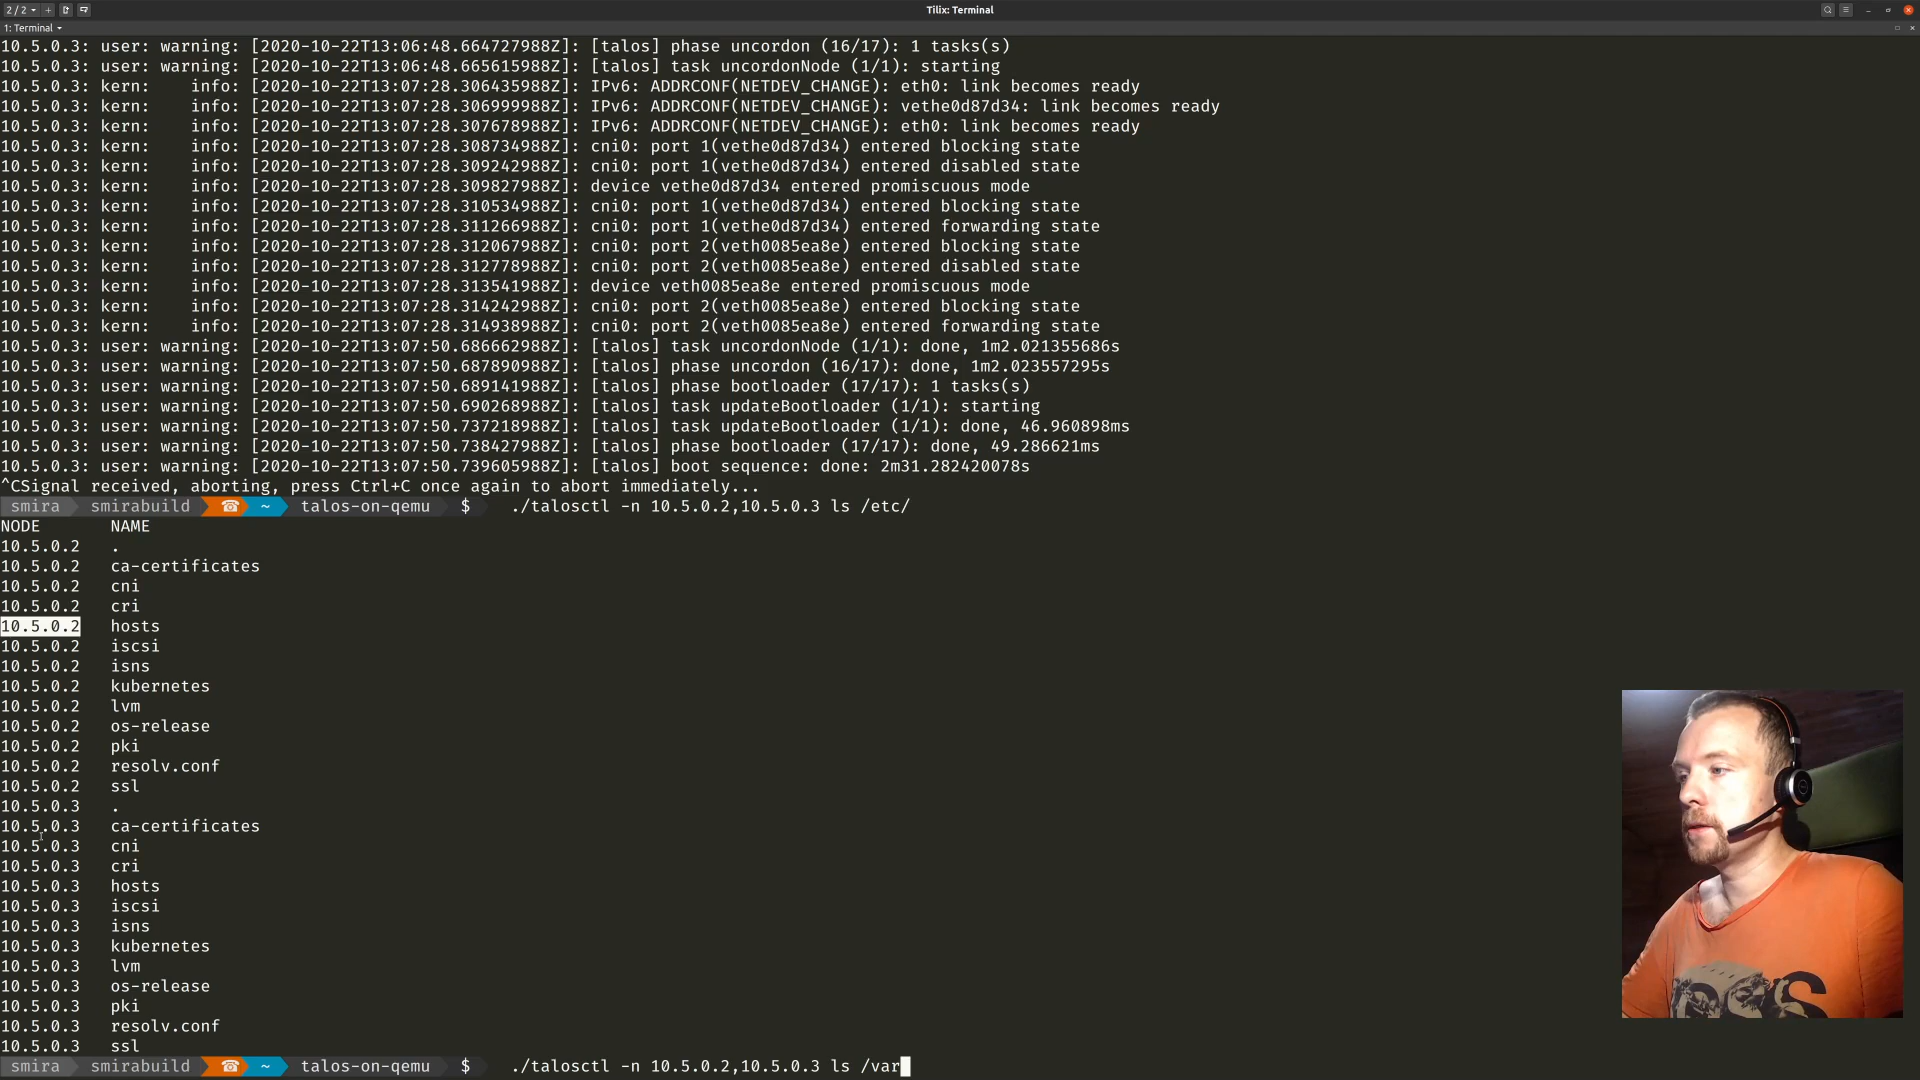 2/2
Tilix: Terminal
1: Terminal
10.5.0.3: user: warning: [2020-10-22T13:06:48.664727988Z]: [talos] phase uncordon (16/17): 1 tasks(s)
10.5.0.3: user: warning: [2020-10-22T13:06:48.665615988Z]: [talos] task uncordonNode (1/1): starting
10.5.0.3: kern:    info: [2020-10-22T13:07:28.306435988Z]: IPv6: ADDRCONF(NETDEV_CHANGE): eth0: link becomes ready
10.5.0.3: kern:    info: [2020-10-22T13:07:28.306999988Z]: IPv6: ADDRCONF(NETDEV_CHANGE): vethe0d87d34: link becomes ready
10.5.0.3: kern:    info: [2020-10-22T13:07:28.307678988Z]: IPv6: ADDRCONF(NETDEV_CHANGE): eth0: link becomes ready
10.5.0.3: kern:    info: [2020-10-22T13:07:28.308734988Z]: cni0: port 1(vethe0d87d34) entered blocking state
10.5.0.3: kern:    info: [2020-10-22T13:07:28.309242988Z]: cni0: port 1(vethe0d87d34) entered disabled state
10.5.0.3: kern:    info: [2020-10-22T13:07:28.309827988Z]: device vethe0d87d34 entered promiscuous mode
10.5.0.3: kern:    info: [2020-10-22T13:07:28.310534988Z]: cni0: port 1(vethe0d87d34) entered blocking state
10.5.0.3: kern:    info: [2020-10-22T13:07:28.311266988Z]: cni0: port 1(vethe0d87d34) entered forwarding state
10.5.0.3: kern:    info: [2020-10-22T13:07:28.312067988Z]: cni0: port 2(veth0085ea8e) entered blocking state
10.5.0.3: kern:    info: [2020-10-22T13:07:28.312778988Z]: cni0: port 2(veth0085ea8e) entered disabled state
10.5.0.3: kern:    info: [2020-10-22T13:07:28.313541988Z]: device veth0085ea8e entered promiscuous mode
10.5.0.3: kern:    info: [2020-10-22T13:07:28.314242988Z]: cni0: port 2(veth0085ea8e) entered blocking state
10.5.0.3: kern:    info: [2020-10-22T13:07:28.314938988Z]: cni0: port 2(veth0085ea8e) entered forwarding state
10.5.0.3: user: warning: [2020-10-22T13:07:50.686662988Z]: [talos] task uncordonNode (1/1): done, 1m2.021355686s
10.5.0.3: user: warning: [2020-10-22T13:07:50.687890988Z]: [talos] phase uncordon (16/17): done, 1m2.023557295s
10.5.0.3: user: warning: [2020-10-22T13:07:50.689141988Z]: [talos] phase bootloader (17/17): 1 tasks(s)
10.5.0.3: user: warning: [2020-10-22T13:07:50.690268988Z]: [talos] task updateBootloader (1/1): starting
10.5.0.3: user: warning: [2020-10-22T13:07:50.737218988Z]: [talos] task updateBootloader (1/1): done, 46.960898ms
10.5.0.3: user: warning: [2020-10-22T13:07:50.738427988Z]: [talos] phase bootloader (17/17): done, 49.286621ms
10.5.0.3: user: warning: [2020-10-22T13:07:50.739605988Z]: [talos] boot sequence: done: 2m31.282420078s
^CSignal received, aborting, press Ctrl+C once again to abort immediately...
smira smirabuild ☎ ~ talos-on-qemu $ ./talosctl -n 10.5.0.2,10.5.0.3 ls /etc/
NODE NAME
10.5.0.2 .
10.5.0.2 ca-certificates
10.5.0.2 cni
10.5.0.2 cri
10.5.0.2 hosts
10.5.0.2 iscsi
10.5.0.2 isns
10.5.0.2 kubernetes
10.5.0.2 lvm
10.5.0.2 os-release
10.5.0.2 pki
10.5.0.2 resolv.conf
10.5.0.2 ssl
10.5.0.3 .
10.5.0.3 ca-certificates
10.5.0.3 cni
10.5.0.3 cri
10.5.0.3 hosts
10.5.0.3 iscsi
10.5.0.3 isns
10.5.0.3 kubernetes
10.5.0.3 lvm
10.5.0.3 os-release
10.5.0.3 pki
10.5.0.3 resolv.conf
10.5.0.3 ssl
smira smirabuild ☎ ~ talos-on-qemu $ ./talosctl -n 10.5.0.2,10.5.0.3 ls /var